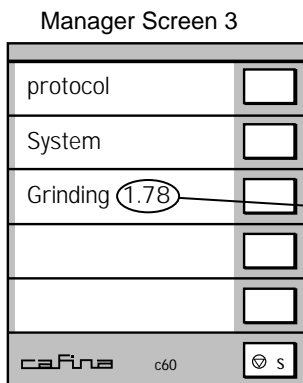 Manager Screen 3
protocol
System
Grinding 1.78
cafina c60 S